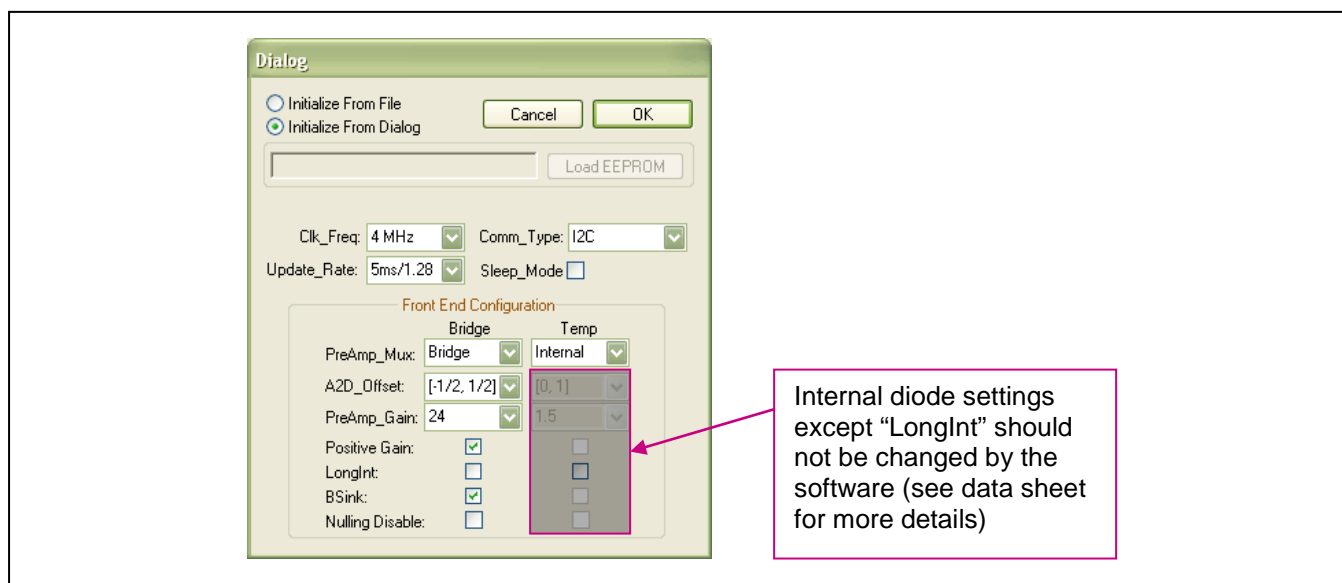 Dialog
Initialize From File
Initialize From Dialog
Cancel
OK
Load EEPROM
Clk_Freq: 4 MHz Comm_Type: I2C
Update_Rate: 5ms/1.28 Sleep_Mode
Front End Configuration
Bridge Temp
PreAmp_Mux: Bridge Internal
A2D_Offset: [-1/2, 1/2] [0, 1]
PreAmp_Gain: 24 1.5
Positive Gain:
LongInt:
BSink:
Nulling Disable:
Internal diode settings
except “LongInt” should
not be changed by the
software (see data sheet
for more details)